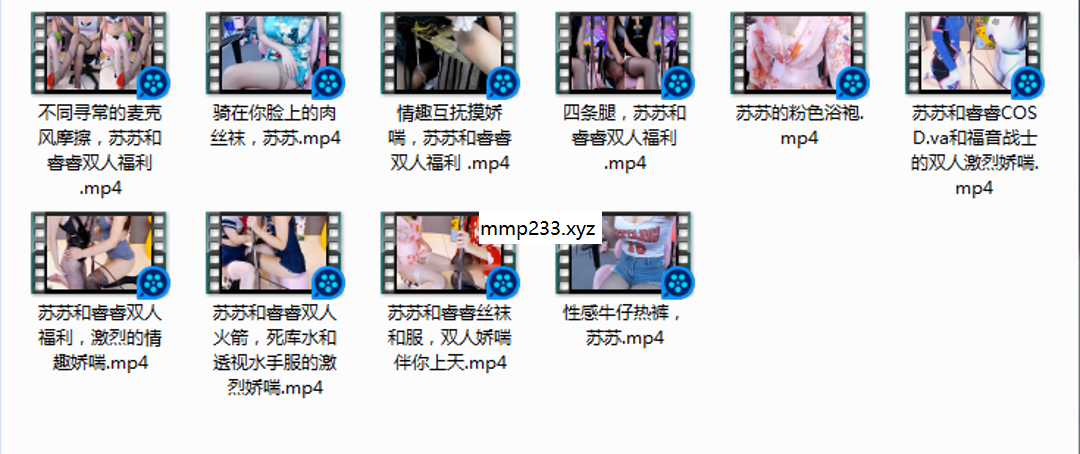 不同寻常的麦克
风摩擦，苏苏和
睿睿双人福利
.mp4
骑在你脸上的肉
丝袜，苏苏.mp4
情趣互抚摸娇
喘，苏苏和睿睿
双人福利 .mp4
四条腿，苏苏和
睿睿双人福利
.mp4
苏苏的粉色浴袍.
mp4
苏苏和睿睿COS
D.va和福音战士
的双人激烈娇喘.
mp4
mmp233.xyz
苏苏和睿睿双人
福利，激烈的情
趣娇喘.mp4
苏苏和睿睿双人
火箭，死库水和
透视水手服的激
烈娇喘.mp4
苏苏和睿睿丝袜
和服，双人娇喘
伴你上天.mp4
性感牛仔热裤，
苏苏.mp4